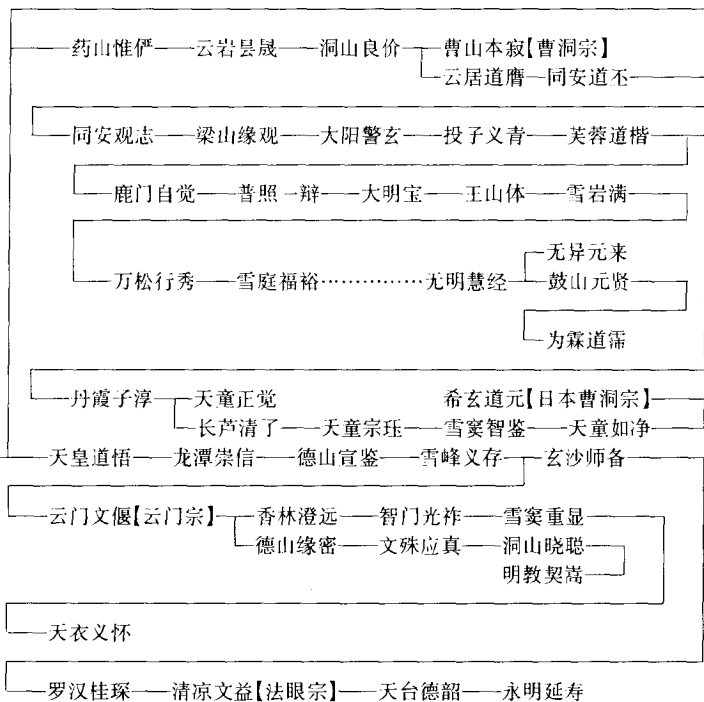 药山惟俨 云岩昙晟 洞山良价 曹山本寂【曹洞宗】
云居道膺 同安道丕
同安观志 梁山缘观 大阳警玄 投子义青 芙蓉道楷
鹿门自觉 普照一辩 大明宝 王山体 雪岩满
无异元来
万松行秀 雪庭福裕……………无明慧经 鼓山元贤
为霖道霈
丹霞子淳 天童正觉 希玄道元【日本曹洞宗】
长芦清了 天童宗珏 雪窦智鉴 天童如净
天皇道悟 龙潭崇信 德山宣鉴 雪峰义存 玄沙师备
云门文偃【云门宗】 香林澄远 智门光祚 雪窦重显
德山缘密 文殊应真 洞山晓聪
明教契嵩
天衣义怀
罗汉桂琛 清凉文益【法眼宗】 天台德韶 永明延寿